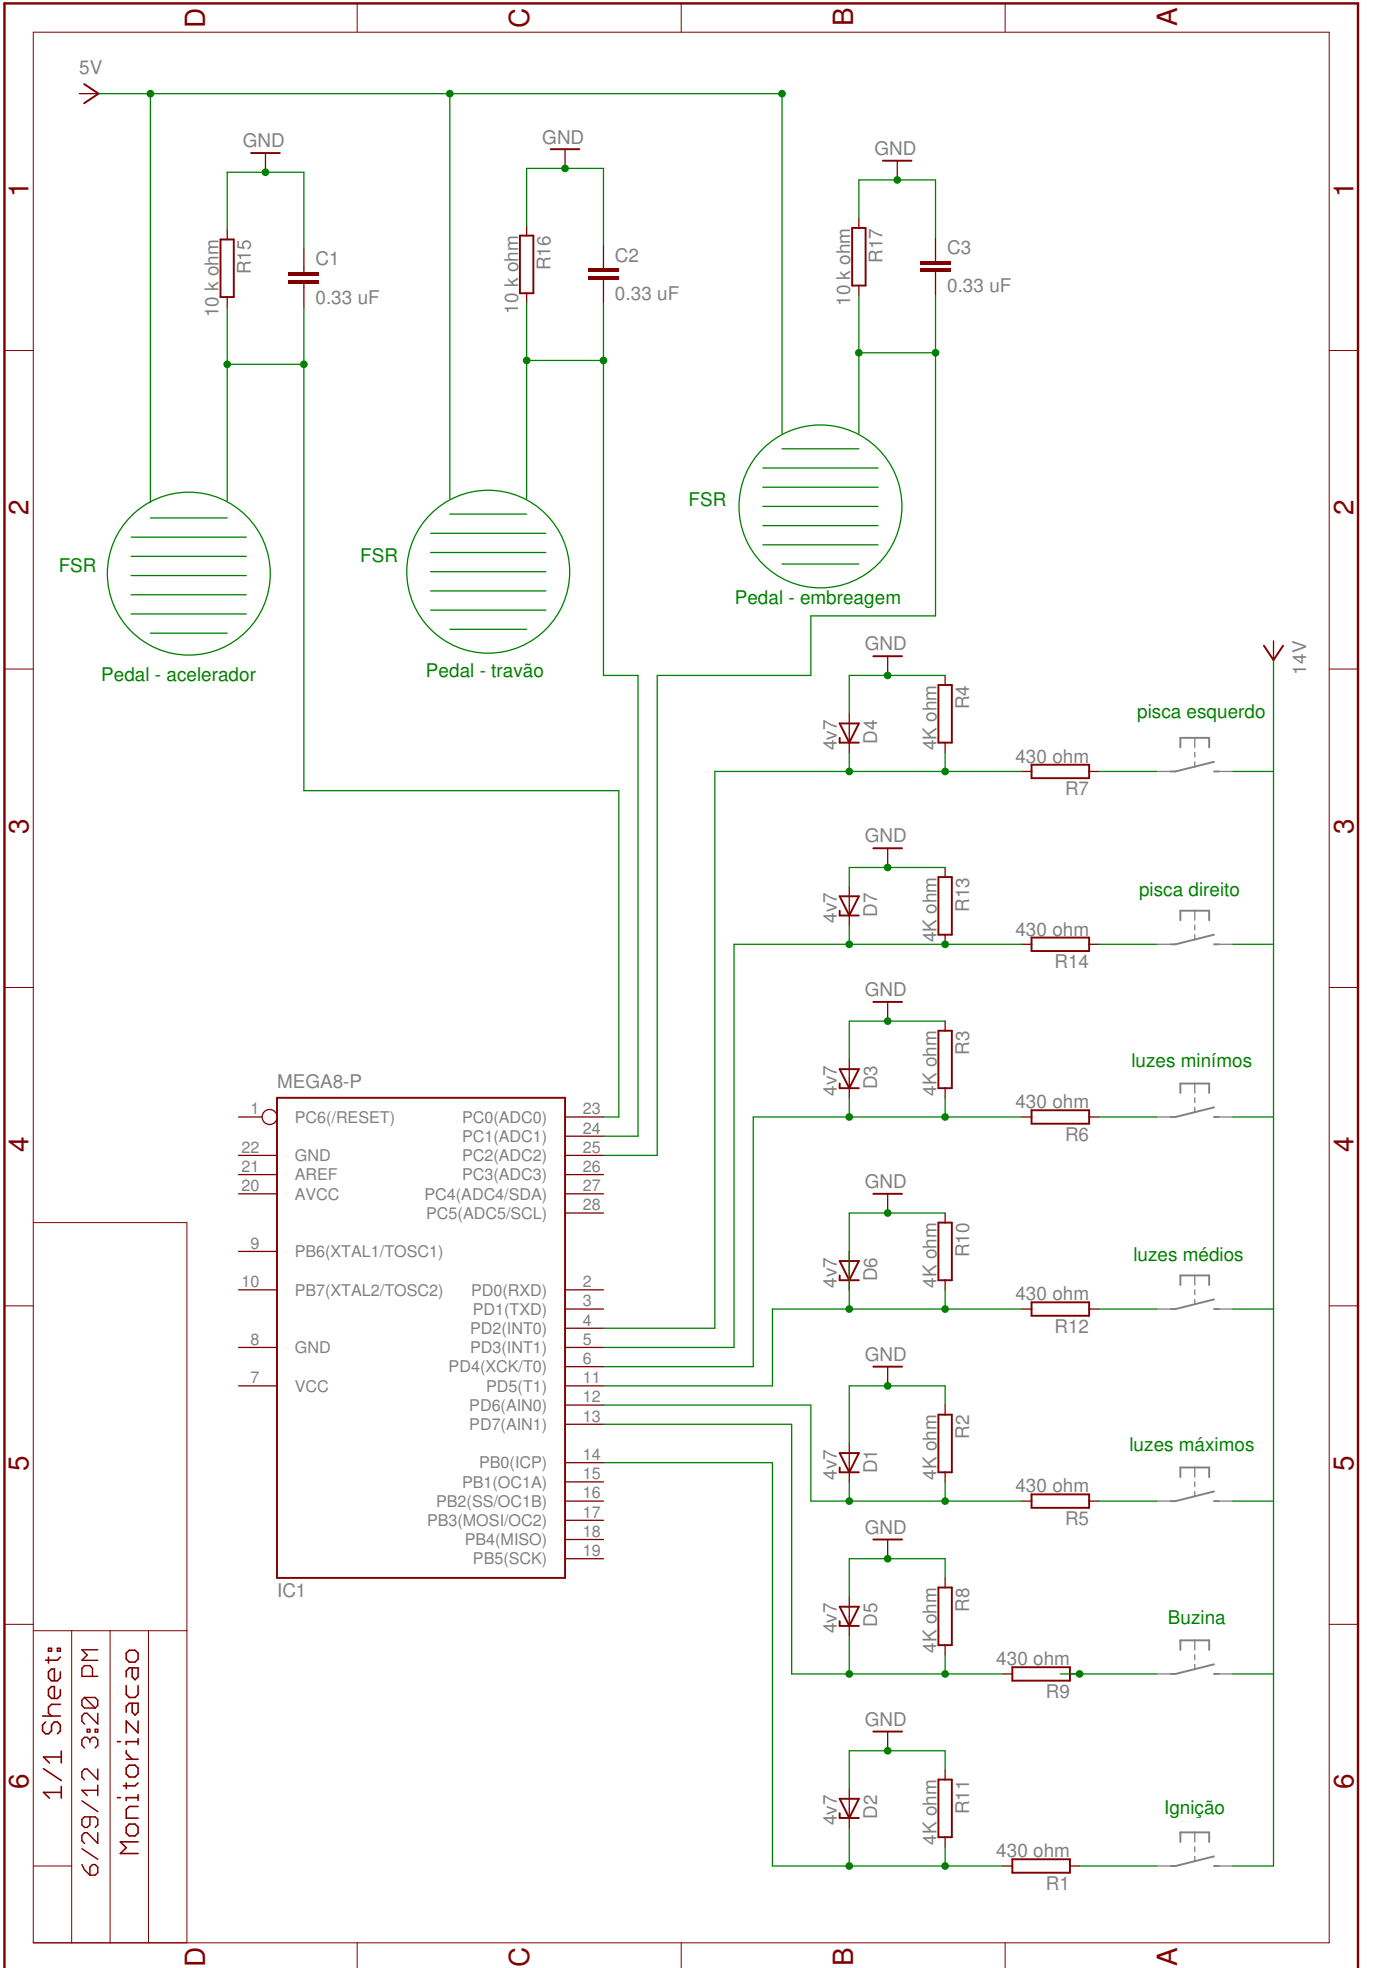 D
C
B
A
5V
GND
GND
GND
1
1
10 k ohm
R15
C1
0.33 uF
10 k ohm
R16
C2
0.33 uF
10 k ohm
R17
C3
0.33 uF
2
2
FSR
FSR
FSR
Pedal - acelerador
Pedal - travão
Pedal - embreagem
14V
GND
4v7
D4
4K ohm
R4
430 ohm
R7
pisca esquerdo
3
3
GND
4v7
D7
4K ohm
R13
430 ohm
R14
pisca direito
GND
4v7
D3
4K ohm
R3
430 ohm
R6
luzes minímos
4
4
GND
4v7
D6
4K ohm
R10
430 ohm
R12
luzes médios
GND
4v7
D1
4K ohm
R2
430 ohm
R5
luzes máximos
5
5
GND
4v7
D5
4K ohm
R8
430 ohm
R9
Buzina
GND
4v7
D2
4K ohm
R11
430 ohm
R1
Ignição
6
6
MEGA8-P
1 PC6(/RESET)
22 GND
21 AREF
20 AVCC
9 PB6(XTAL1/TOSC1)
10 PB7(XTAL2/TOSC2)
8 GND
7 VCC
PC0(ADC0) 23
PC1(ADC1) 24
PC2(ADC2) 25
PC3(ADC3) 26
PC4(ADC4/SDA) 27
PC5(ADC5/SCL) 28
PD0(RXD) 2
PD1(TXD) 3
PD2(INT0) 4
PD3(INT1) 5
PD4(XCK/T0) 6
PD5(T1) 11
PD6(AIN0) 12
PD7(AIN1) 13
PB0(ICP) 14
PB1(OC1A) 15
PB2(SS/OC1B) 16
PB3(MOSI/OC2) 17
PB4(MISO) 18
PB5(SCK) 19
IC1
1/1 Sheet:
6/29/12 3:20 PM
Monitorizacao
D
C
B
A